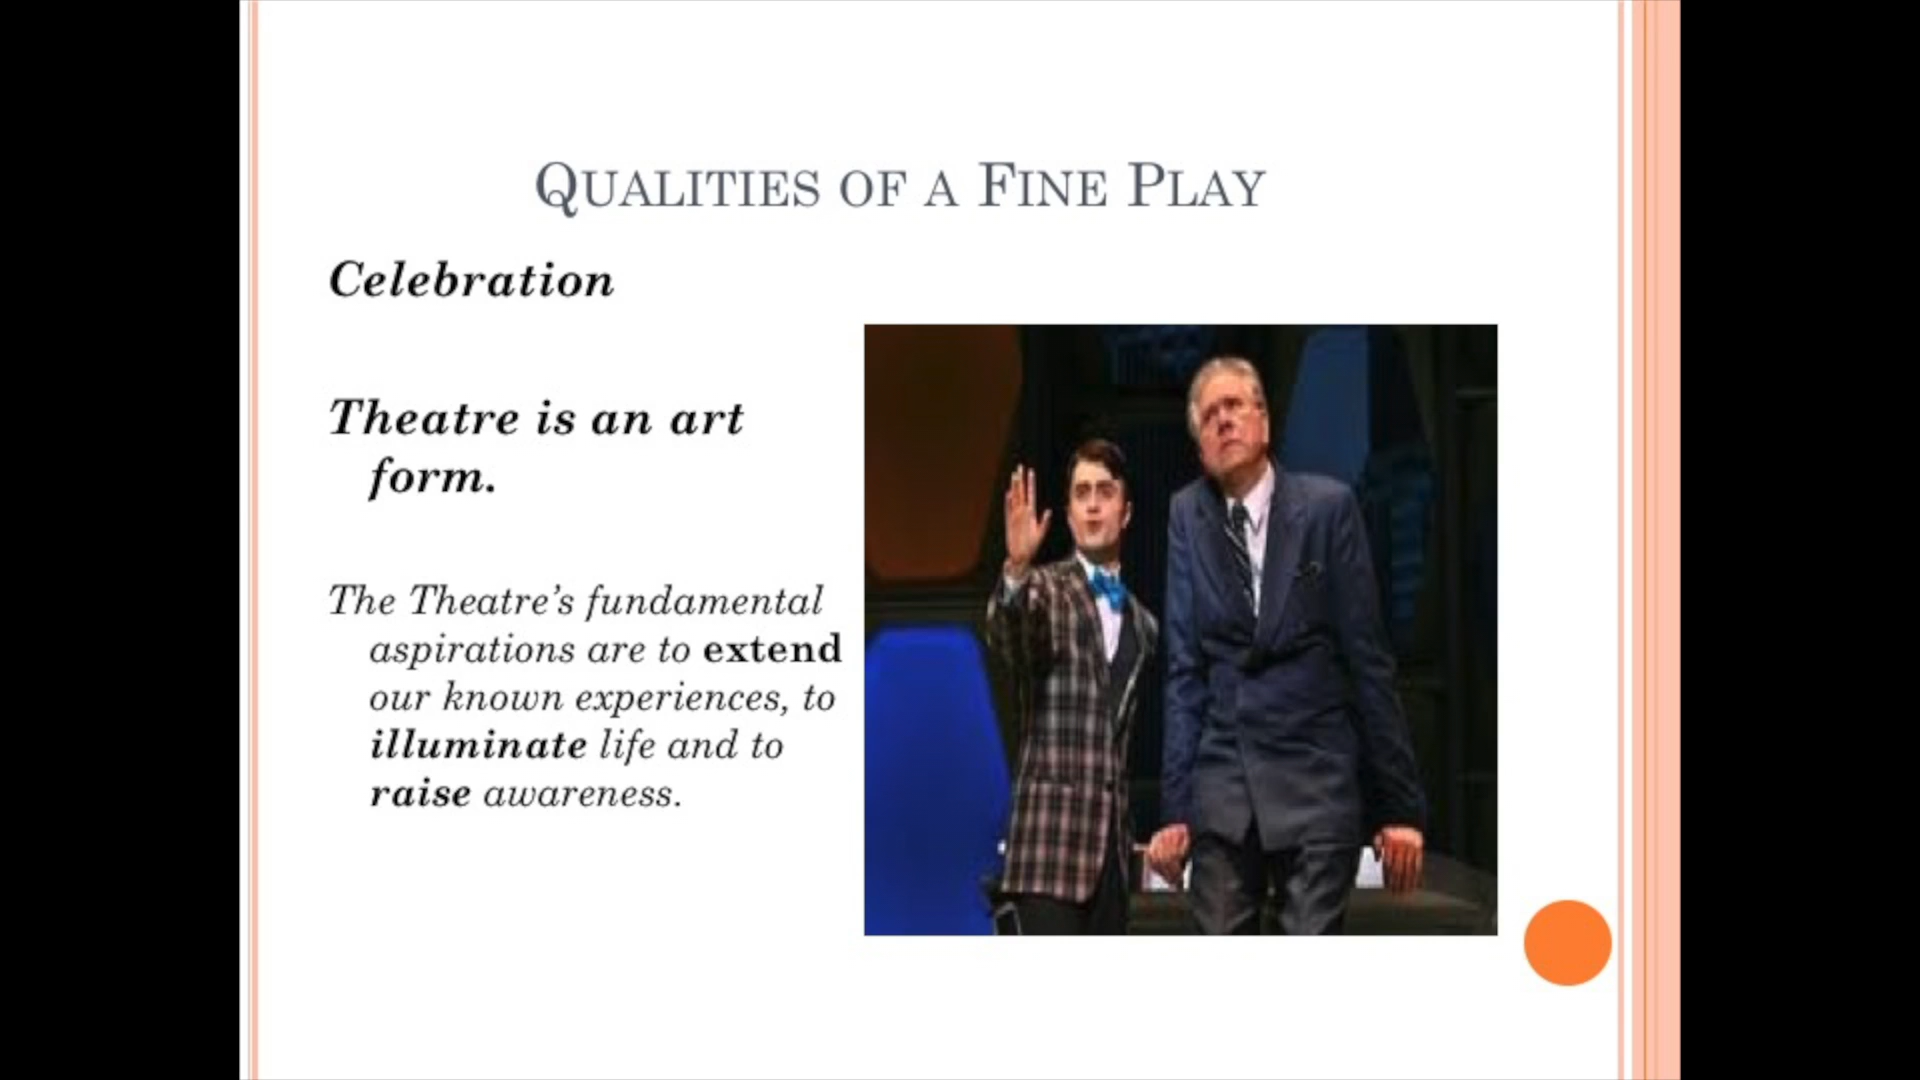 QUALITIES OF A FINE PLAY
Celebration
Theatre is an art
form.
The Theatre's fundamental
aspirations are to extend
our known experiences, to
illuminate life and to
raise awareness.